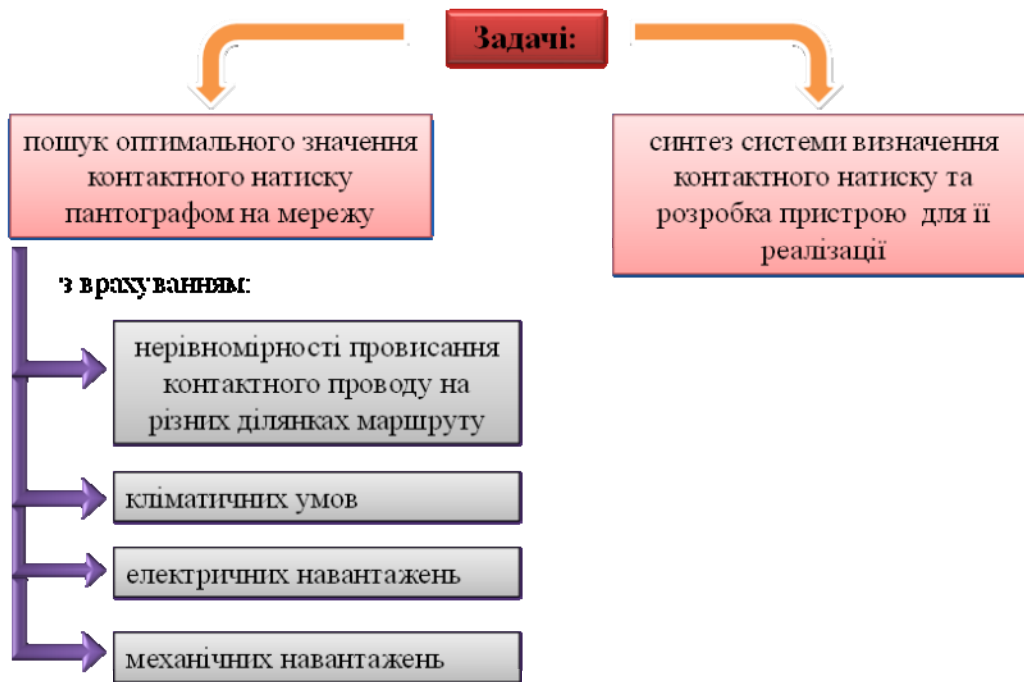 Задачі:
пошук оптимального значення
контактного натиску
пантографом на мережу
синтез системи визначення
контактного натиску та
розробка пристрою для її
реалізації
з врахуванням:
нерівномірності провисання
контактного проводу на
різних ділянках маршруту
кліматичних умов
електричних навантажень
механічних навантажень